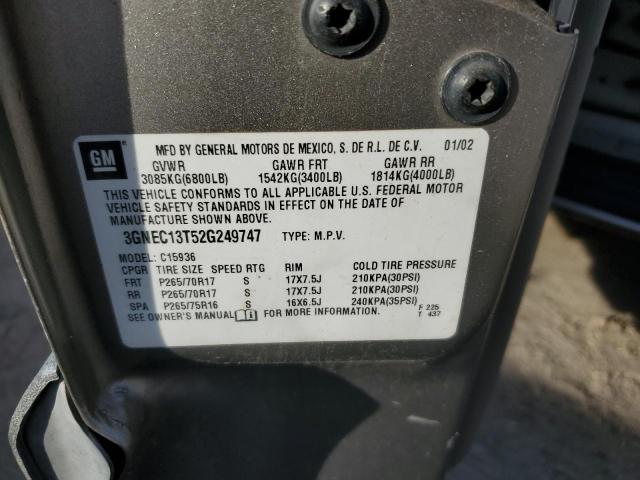 GM
MFD BY GENERAL MOTORS DE MEXICO, S. DE R.L. DE C.V. 01/02
GVWR GAWR FRT GAWR RR
3085KG(6800LB) 1542KG(3400LB) 1814KG(4000LB)
THIS VEHICLE CONFORMS TO ALL APPLICABLE U.S. FEDERAL MOTOR
VEHICLE SAFETY STANDARDS IN EFFECT ON THE DATE OF
MANUFACTURE SHOWN ABOVE.
3GNEC13T52G249747 TYPE: M.P.V.
MODEL: C15936
CPGR TIRE SIZE SPEED RTG RIM COLD TIRE PRESSURE
FRT P265/70R17 S 17X7.5J 210KPA(30PSI)
RR P265/70R17 S 17X7.5J 210KPA(30PSI)
SPA P265/75R16 S 16X6.5J 240KPA(35PSI)
SEE OWNER'S MANUAL FOR MORE INFORMATION.
F 225
T 437